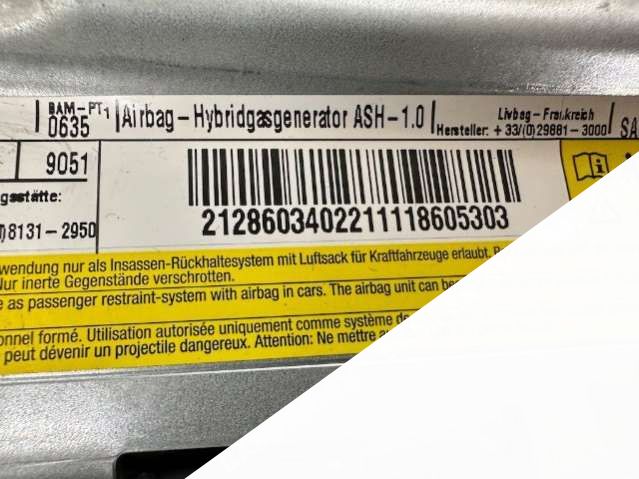 BAM-PT1
0635
Airbag - Hybridgasgenerator ASH-1.0
Livbag - Frankreich
Hersteller: + 33/(0)29881-3000
SA
9051
gsstätte:
)8131-2950
21286034022111118605303
wendung nur als Insassen-Rückhaltesystem mit Luftsack für Kraftfahrzeuge erlaubt.
Nur inerte Gegenstände verschrotten.
e as passenger restraint-system with airbag in cars. The airbag unit can be
onnel formé. Utilisation autorisée uniquement comme système de
peut dévenir un projectile dangereux. Attention: Ne mettre a